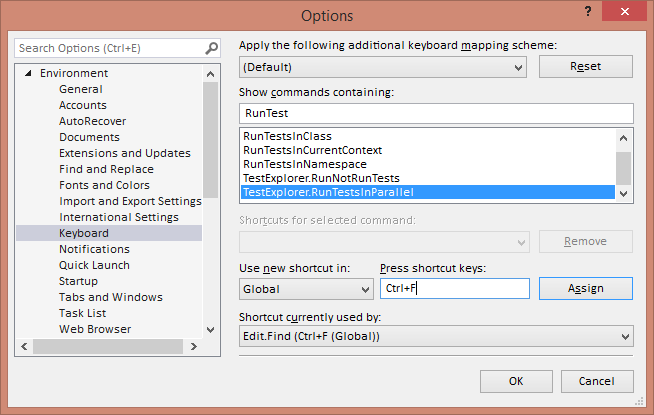 Options
?
Search Options (Ctrl+E)
Environment
General
Accounts
AutoRecover
Documents
Extensions and Updates
Find and Replace
Fonts and Colors
Import and Export Settings
International Settings
Keyboard
Notifications
Quick Launch
Startup
Tabs and Windows
Task List
Web Browser
Apply the following additional keyboard mapping scheme:
(Default)
Reset
Show commands containing:
RunTest
RunTestsInClass
RunTestsInCurrentContext
RunTestsInNamespace
TestExplorer.RunNotRunTests
TestExplorer.RunTestsInParallel
Shortcuts for selected command:
Remove
Use new shortcut in:
Press shortcut keys:
Global
Ctrl+F
Assign
Shortcut currently used by:
Edit.Find (Ctrl+F (Global))
OK
Cancel